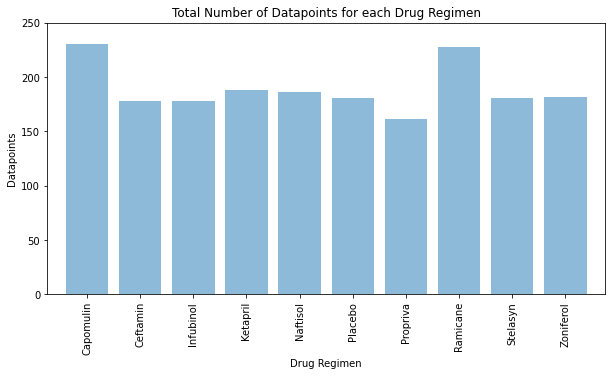 Total Number of Datapoints for each Drug Regimen
250
200
150
100
50
0
Datapoints
Capomulin
Ceftamin
Infubinol
Ketapril
Naftisol
Placebo
Propriva
Ramicane
Stelasyn
Zoniferol
Drug Regimen